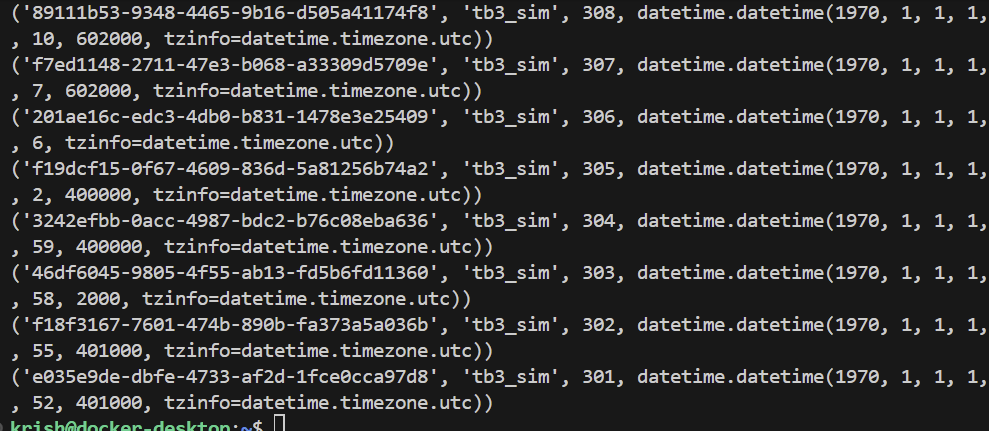 ('89111b53-9348-4465-9b16-d505a41174f8', 'tb3_sim', 308, datetime.datetime(1970, 1, 1, 1,
, 10, 602000, tzinfo=datetime.timezone.utc))
('f7ed1148-2711-47e3-b068-a33309d5709e', 'tb3_sim', 307, datetime.datetime(1970, 1, 1, 1,
, 7, 602000, tzinfo=datetime.timezone.utc))
('201ae16c-edc3-4db0-b831-1478e3e25409', 'tb3_sim', 306, datetime.datetime(1970, 1, 1, 1,
, 6, tzinfo=datetime.timezone.utc))
('f19dcf15-0f67-4609-836d-5a81256b74a2', 'tb3_sim', 305, datetime.datetime(1970, 1, 1, 1,
, 2, 400000, tzinfo=datetime.timezone.utc))
('3242efbb-0acc-4987-bdc2-b76c08eba636', 'tb3_sim', 304, datetime.datetime(1970, 1, 1, 1,
, 59, 400000, tzinfo=datetime.timezone.utc))
('46df6045-9805-4f55-ab13-fd5b6fd11360', 'tb3_sim', 303, datetime.datetime(1970, 1, 1, 1,
, 58, 2000, tzinfo=datetime.timezone.utc))
('f18f3167-7601-474b-890b-fa373a5a036b', 'tb3_sim', 302, datetime.datetime(1970, 1, 1, 1,
, 55, 401000, tzinfo=datetime.timezone.utc))
('e035e9de-dbfe-4733-af2d-1fce0cca97d8', 'tb3_sim', 301, datetime.datetime(1970, 1, 1, 1,
, 52, 401000, tzinfo=datetime.timezone.utc))
krish@docker-desktop:~$